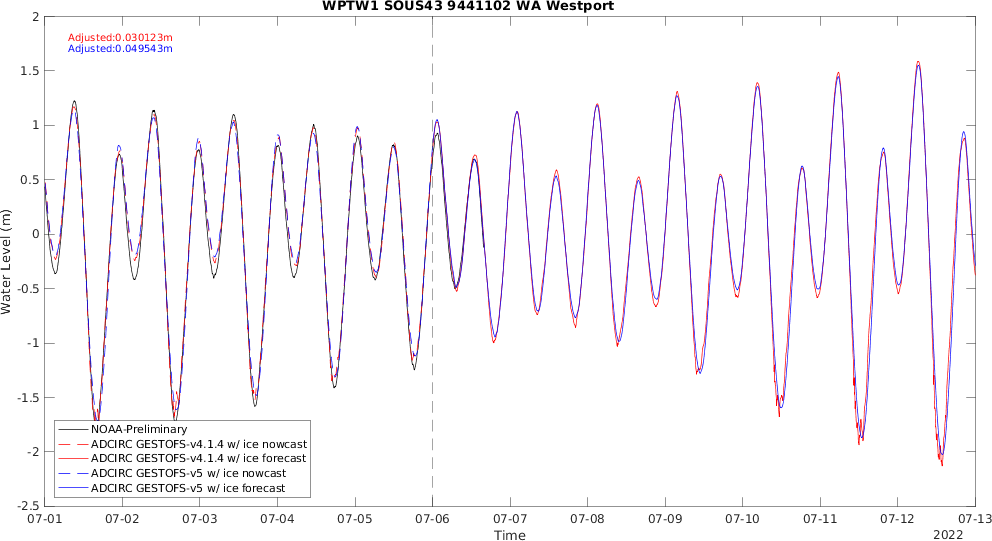 WPTW1 SOUS43 9441102 WA Westport
Adjusted:0.030123m
Adjusted:0.049543m
2
1.5
1
0.5
0
-0.5
-1
-1.5
-2
-2.5
Water Level (m)
NOAA-Preliminary
ADCIRC GESTOFS-v4.1.4 w/ ice nowcast
ADCIRC GESTOFS-v4.1.4 w/ ice forecast
ADCIRC GESTOFS-v5 w/ ice nowcast
ADCIRC GESTOFS-v5 w/ ice forecast
07-01 07-02 07-03 07-04 07-05 07-06 07-07 07-08 07-09 07-10 07-11 07-12 07-13
Time
2022